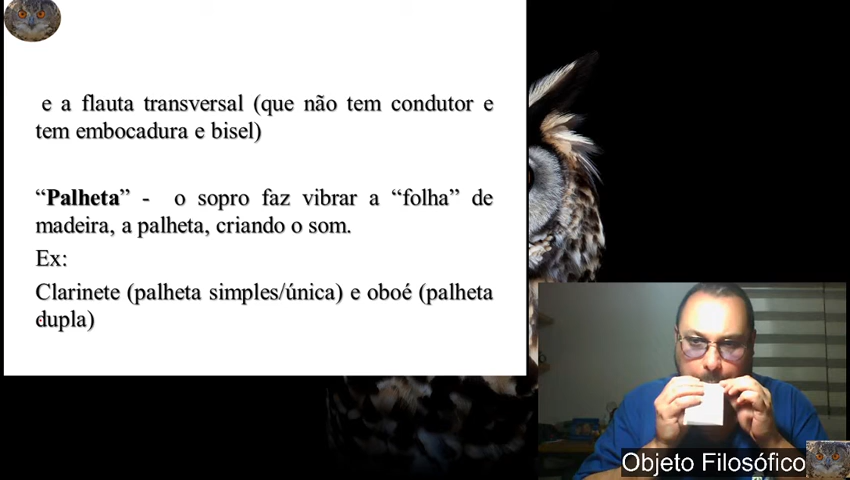 e a flauta transversal (que não tem condutor e
tem embocadura e bisel)
“Palheta” - o sopro faz vibrar a “folha” de
madeira, a palheta, criando o som.
Ex:
Clarinete (palheta simples/única) e oboé (palheta
dupla)
Objeto Filosófico